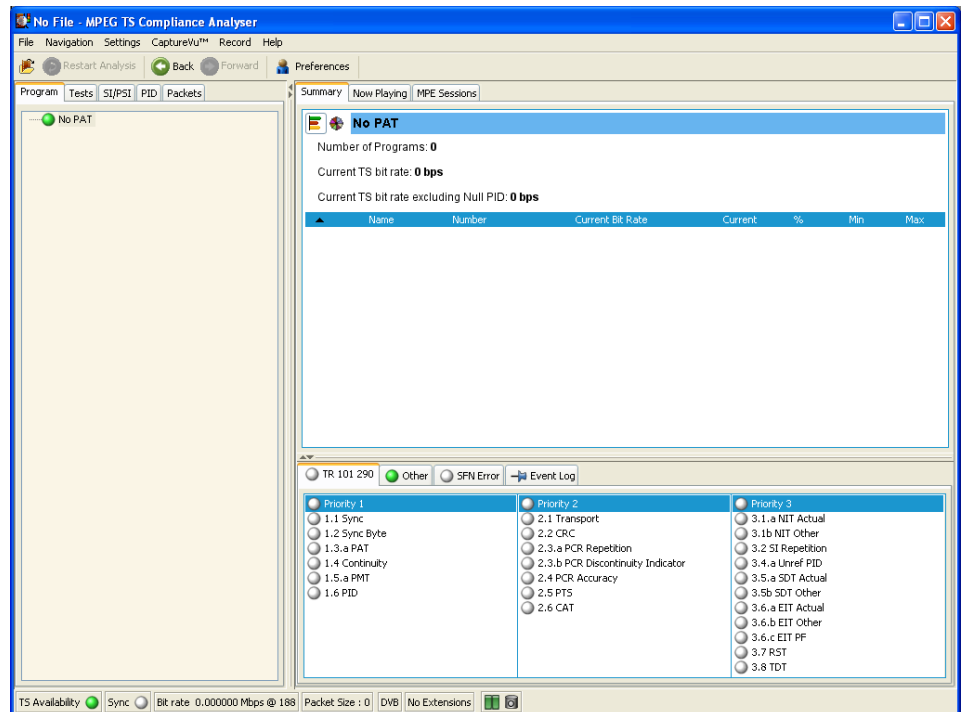 No File - MPEG TS Compliance Analyser
File Navigation Settings CaptureVu™ Record Help
Restart Analysis Back Forward Preferences
Program Tests SI/PSI PID Packets
Summary Now Playing MPE Sessions
No PAT
No PAT
Number of Programs: 0
Current TS bit rate: 0 bps
Current TS bit rate excluding Null PID: 0 bps
Name Number Current Bit Rate Current % Min Max
TR 101 290 Other SFN Error Event Log
Priority 1
1.1 Sync
1.2 Sync Byte
1.3.a PAT
1.4 Continuity
1.5.a PMT
1.6 PID
Priority 2
2.1 Transport
2.2 CRC
2.3.a PCR Repetition
2.3.b PCR Discontinuity Indicator
2.4 PCR Accuracy
2.5 PTS
2.6 CAT
Priority 3
3.1.a NIT Actual
3.1b NIT Other
3.2 SI Repetition
3.4.a Unref PID
3.5.a SDT Actual
3.5b SDT Other
3.6.a EIT Actual
3.6.b EIT Other
3.6.c EIT PF
3.7 RST
3.8 TDT
TS Availability Sync Bit rate 0.000000 Mbps @ 188 Packet Size : 0 DVB No Extensions